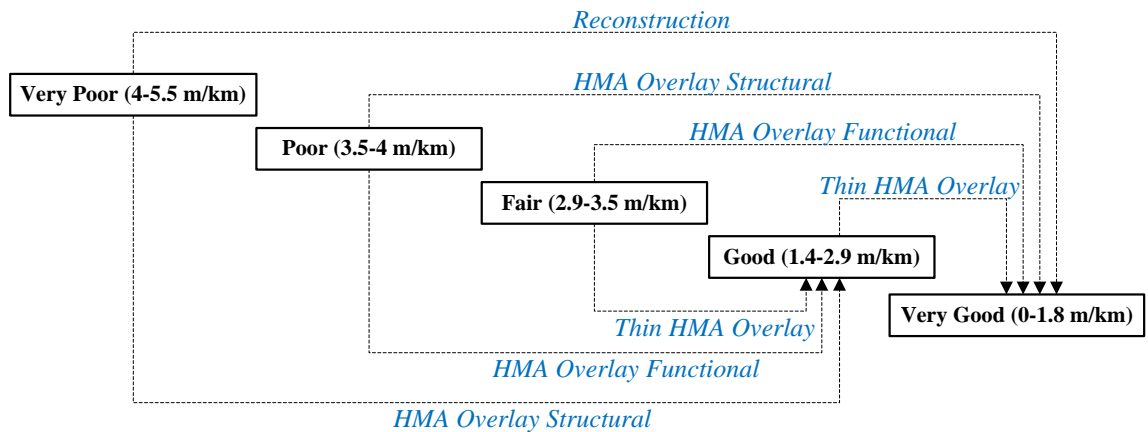 Reconstruction
Very Poor (4-5.5 m/km)
HMA Overlay Structural
Poor (3.5-4 m/km)
HMA Overlay Functional
Fair (2.9-3.5 m/km)
Thin HMA Overlay
Good (1.4-2.9 m/km)
Very Good (0-1.8 m/km)
Thin HMA Overlay
HMA Overlay Functional
HMA Overlay Structural